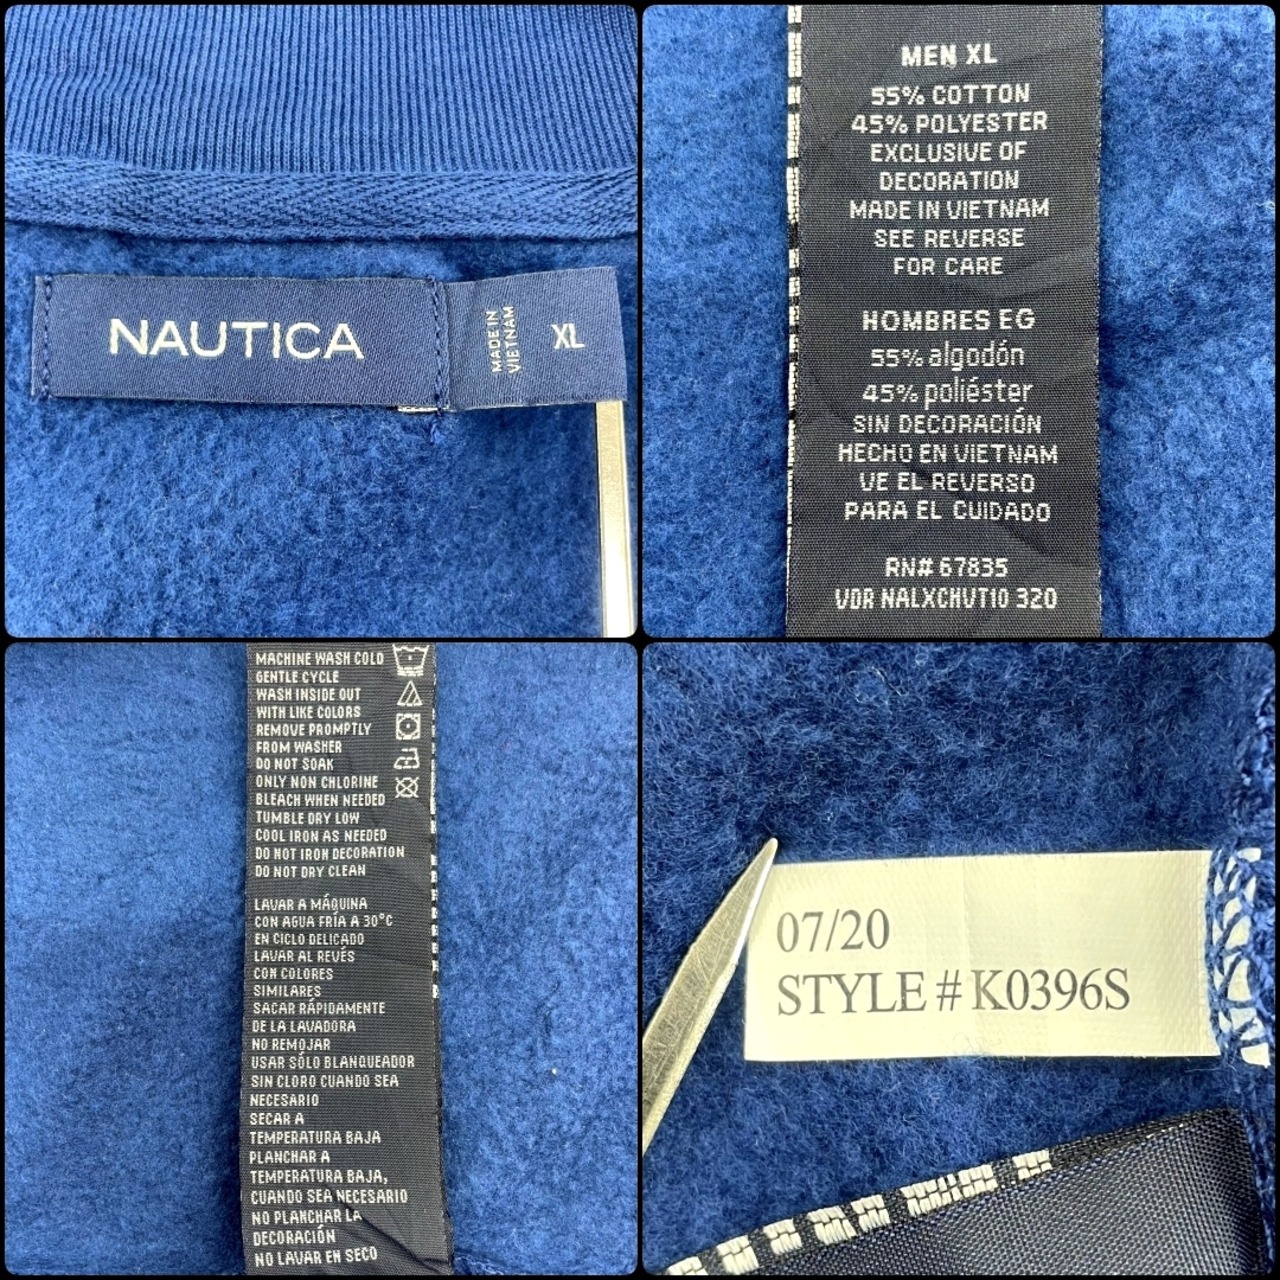 NAUTICA
MADE IN
VIETNAM
XL
MEN XL
55% COTTON
45% POLYESTER
EXCLUSIVE OF
DECORATION
MADE IN VIETNAM
SEE REVERSE
FOR CARE
HOMBRES EG
55% algodón
45% poliéster
SIN DECORACIÓN
HECHO EN VIETNAM
VE EL REVERSO
PARA EL CUIDADO
RN# 67835
VDR NALXCHVT10 320
MACHINE WASH COLD
GENTLE CYCLE
WASH INSIDE OUT
WITH LIKE COLORS
REMOVE PROMPTLY
FROM WASHER
DO NOT SOAK
ONLY NON CHLORINE
BLEACH WHEN NEEDED
TUMBLE DRY LOW
COOL IRON AS NEEDED
DO NOT IRON DECORATION
DO NOT DRY CLEAN
LAVAR A MÁQUINA
CON AGUA FRÍA A 30°C
EN CICLO DELICADO
LAVAR AL REVÉS
CON COLORES
SIMILARES
SACAR RÁPIDAMENTE
DE LA LAVADORA
NO REMOJAR
USAR SÓLO BLANQUEADOR
SIN CLORO CUANDO SEA
NECESARIO
SECAR A
TEMPERATURA BAJA
PLANCHAR A
TEMPERATURA BAJA,
CUANDO SEA NECESARIO
NO PLANCHAR LA
DECORACIÓN
NO LAVAR EN SECO
07/20
STYLE # K0396S